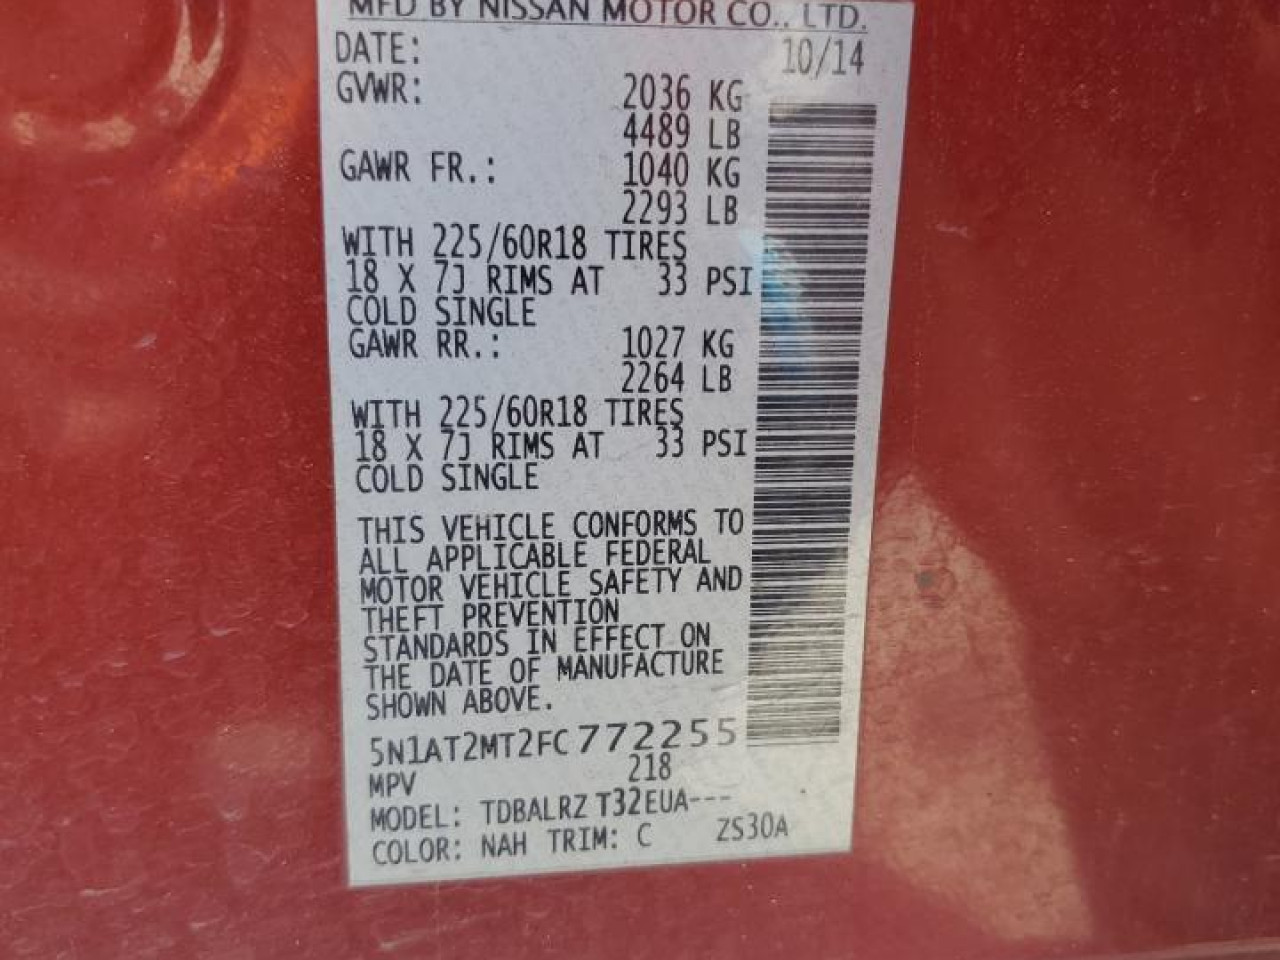 MFD BY NISSAN MOTOR CO., LTD.
DATE: 10/14
GVWR: 2036 KG
4489 LB
GAWR FR.: 1040 KG
2293 LB
WITH 225/60R18 TIRES
18 X 7J RIMS AT 33 PSI
COLD SINGLE
GAWR RR.: 1027 KG
2264 LB
WITH 225/60R18 TIRES
18 X 7J RIMS AT 33 PSI
COLD SINGLE
THIS VEHICLE CONFORMS TO
ALL APPLICABLE FEDERAL
MOTOR VEHICLE SAFETY AND
THEFT PREVENTION
STANDARDS IN EFFECT ON
THE DATE OF MANUFACTURE
SHOWN ABOVE.
5N1AT2MT2FC772255
MPV 218
MODEL: TDBALRZ T32EUA---
COLOR: NAH TRIM: C ZS30A